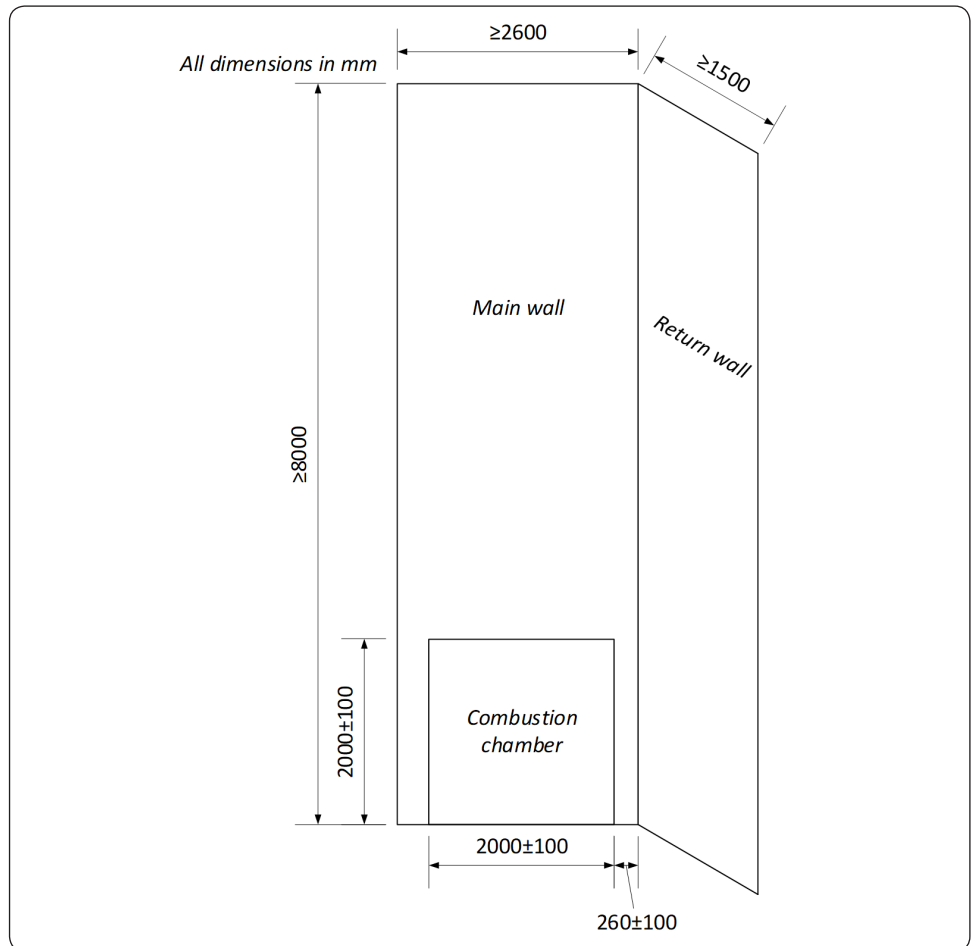 ≥2600
All dimensions in mm
≥1500
Main wall
Return wall
≥8000
2000±100
Combustion
chamber
2000±100
260±100